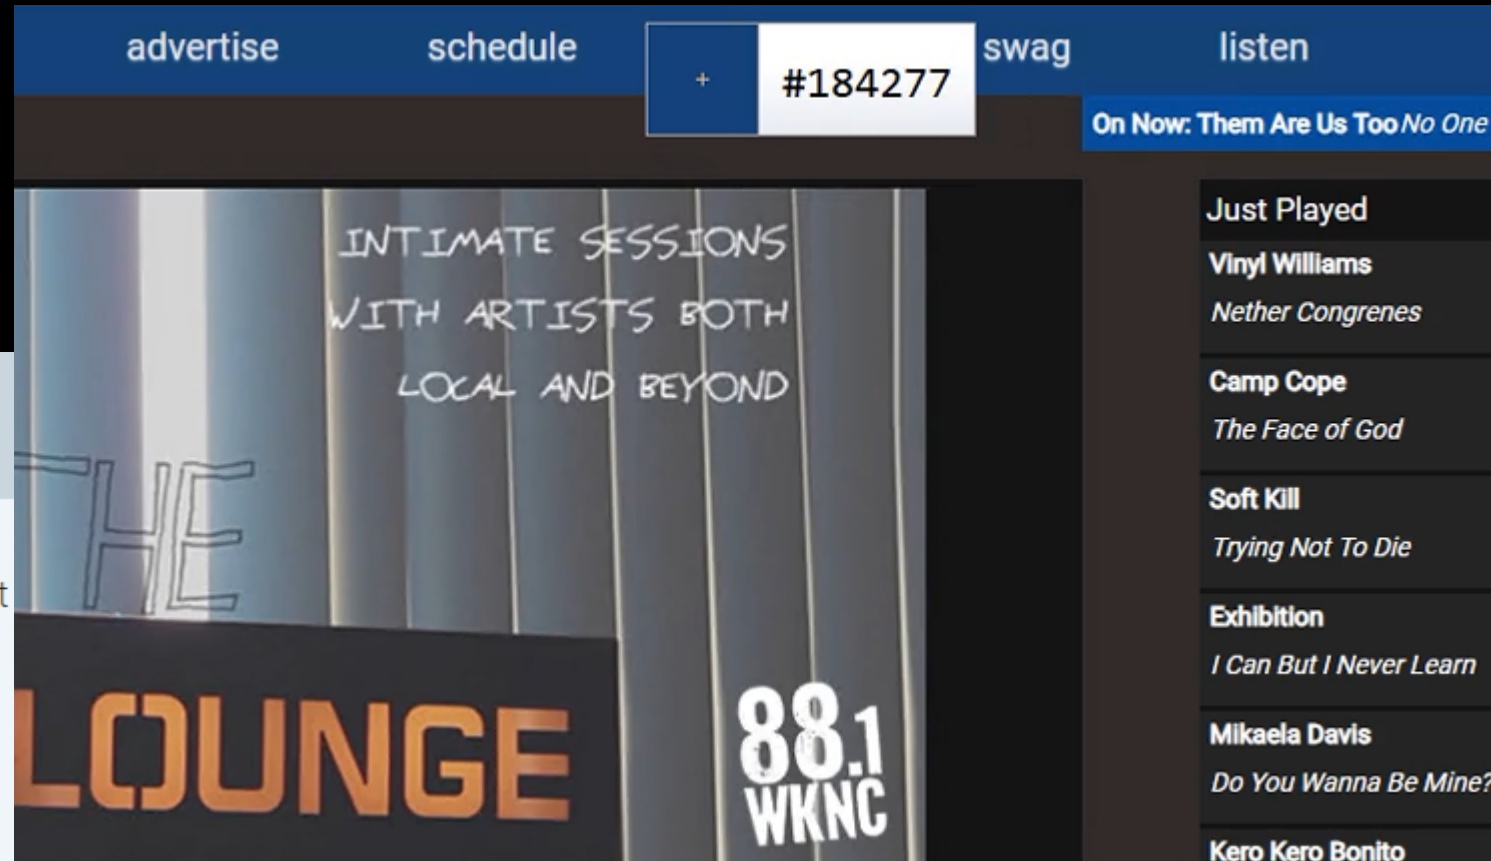 advertise schedule swag listen
#184277
On Now: Them Are Us Too No One
INTIMATE SESSIONS
WITH ARTISTS BOTH
LOCAL AND BEYOND
THE
LOUNGE
88.1
WKNC
Just Played
Vinyl Williams
Nether Congrenes
Camp Cope
The Face of God
Soft Kill
Trying Not To Die
Exhibition
I Can But I Never Learn
Mikaela Davis
Do You Wanna Be Mine?
Kero Kero Bonito
t